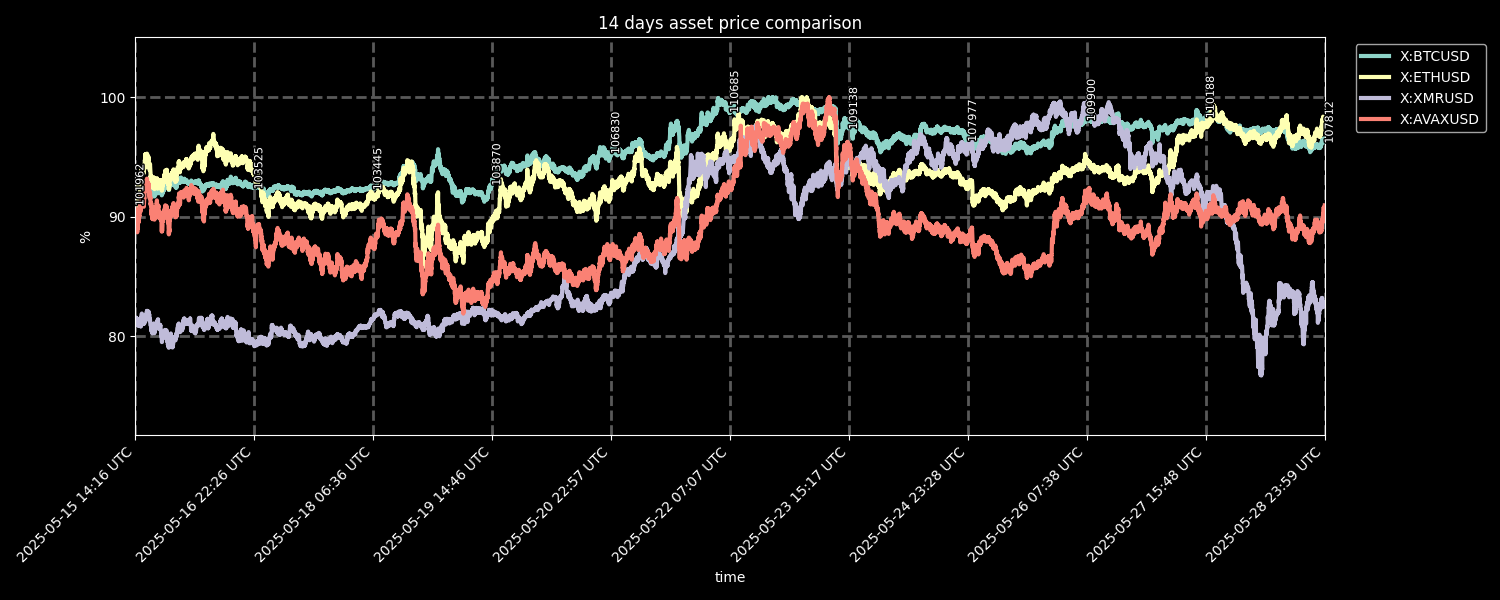 14 days asset price comparison
X:BTCUSD
X:ETHUSD
X:XMRUSD
X:AVAXUSD
100
90
80
%
103525
103445
103870
106830
110685
109138
107977
109900
110188
107812
2025-05-15 14:16 UTC
2025-05-16 22:26 UTC
2025-05-18 06:36 UTC
2025-05-19 14:46 UTC
2025-05-20 22:57 UTC
2025-05-22 07:07 UTC
2025-05-23 15:17 UTC
2025-05-24 23:28 UTC
2025-05-26 07:38 UTC
2025-05-27 15:48 UTC
2025-05-28 23:59 UTC
time